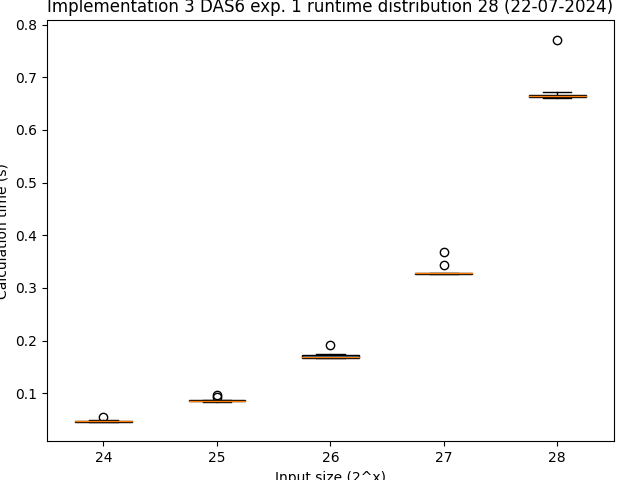 Implementation 3 DAS6 exp. 1 runtime distribution 28 (22-07-2024)
0.8
0.7
0.6
0.5
0.4
0.3
0.2
0.1
Calculation time (s)
24 25 26 27 28
Input size (2^x)